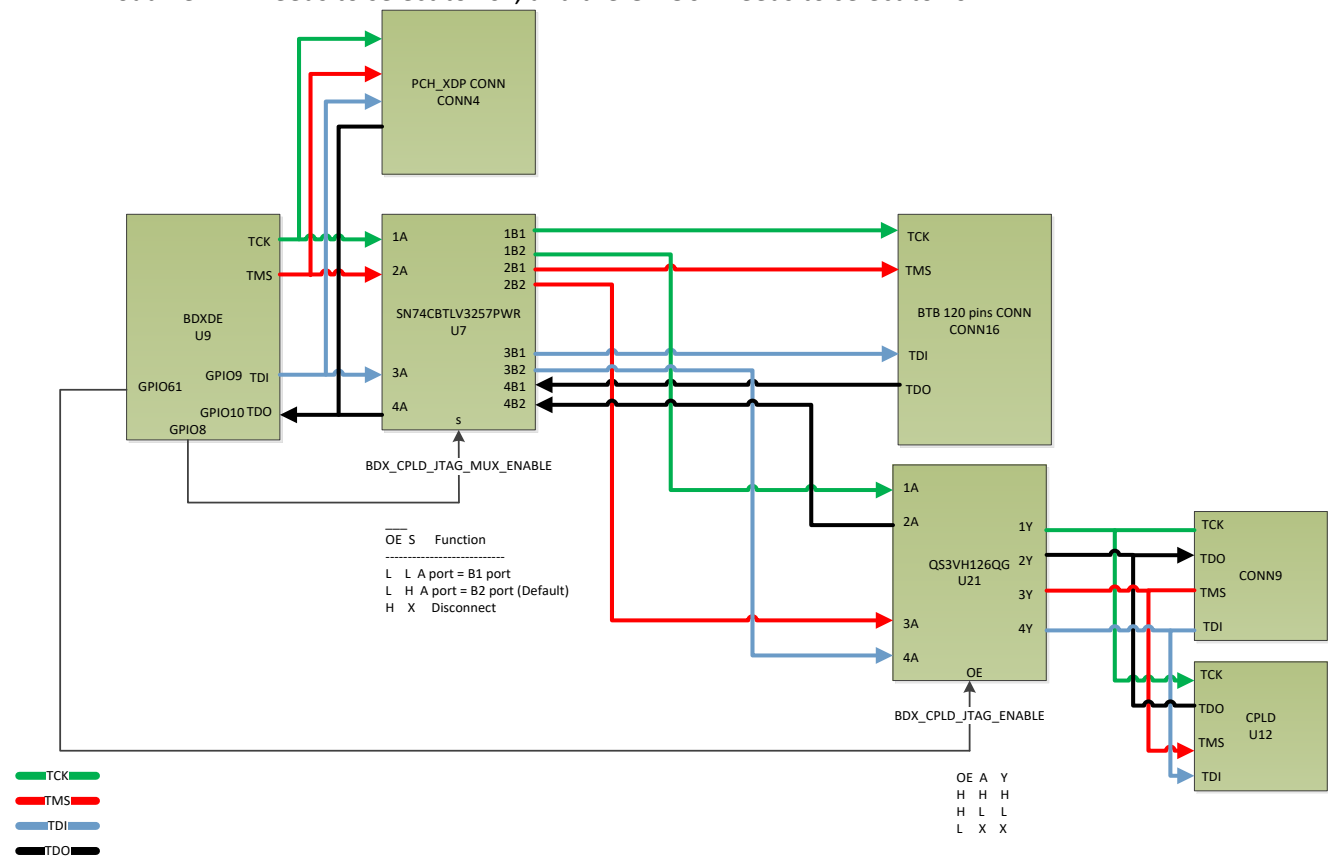 PCH_XDP CONN
CONN4
BDXDE
U9
TCK
TMS
GPIO9 TDI
GPIO61
GPIO10 TDO
GPIO8
1A
2A
SN74CBTLV3257PWR
U7
3A
4A
1B1
1B2
2B1
2B2
3B1
3B2
4B1
4B2
S
BDX_CPLD_JTAG_MUX_ENABLE
TCK
TMS
BTB 120 pins CONN
CONN16
TDI
TDO
OE S Function
---------------------------
L L A port = B1 port
L H A port = B2 port (Default)
H X Disconnect
1A
2A
3A
4A
QS3VH126QG
U21
1Y
2Y
3Y
4Y
OE
BDX_CPLD_JTAG_ENABLE
TCK
TDO
CONN9
TMS
TDI
TCK
TDO
CPLD
U12
TMS
TDI
OE A Y
H H H
H L L
L X X
TCK
TMS
TDI
TDO